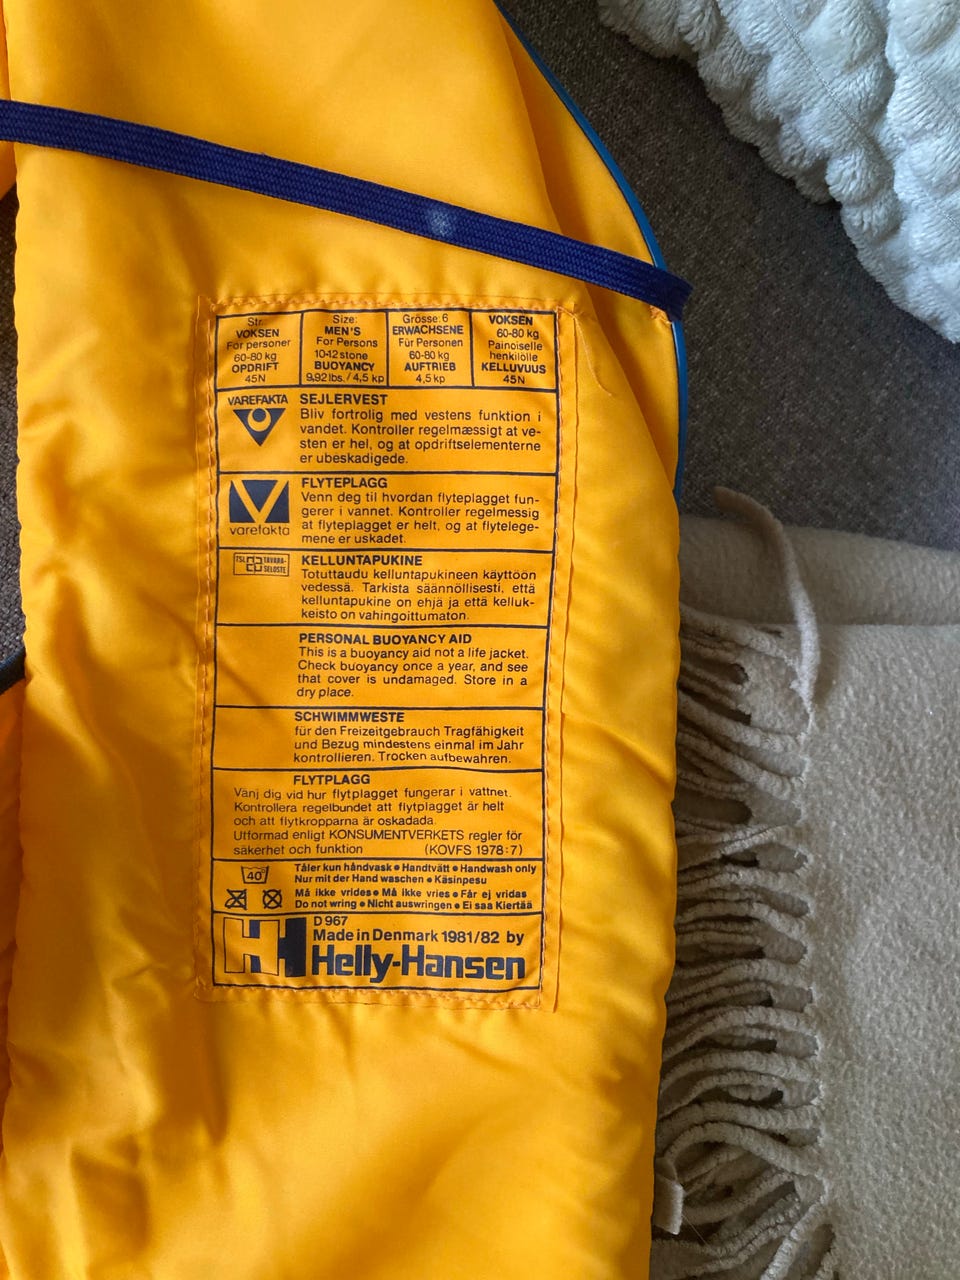 Str.
VOKSEN
For personer
60-80 kg
OPDRIFT
45N
Size:
MEN'S
For Persons
10-12 stone
BUOYANCY
9,92 lbs. / 4,5 kp
Grösse: 6
ERWACHSENE
Für Personen
60-80 kg
AUFTRIEB
4,5 kp
VOKSEN
60-80 kg
Painoiselle
henkilölle
KELLUVUUS
45N
VAREFAKTA
SEJLERVEST
Bliv fortrolig med vestens funktion i
vandet. Kontroller regelmæssigt at ve-
sten er hel, og at opdriftselementerne
er ubeskadigede.
varefakta
FLYTEPLAGG
Venn deg til hvordan flyteplagget fun-
gerer i vannet. Kontroller regelmessig
at flyteplagget er helt, og at flytelege-
mene er uskadet.
TSL TAVARA-
SELOSTE
KELLUNTAPUKINE
Totuttaudu kelluntapukineen käyttöön
vedessä. Tarkista säännöllisesti, että
kelluntapukine on ehjä ja että kelluk-
keisto on vahingoittumaton.
PERSONAL BUOYANCY AID
This is a buoyancy aid not a life jacket.
Check buoyancy once a year, and see
that cover is undamaged. Store in a
dry place.
SCHWIMMWESTE
für den Freizeitgebrauch Tragfähigkeit
und Bezug mindestens einmal im Jahr
kontrollieren. Trocken aufbewahren.
FLYTPLAGG
Vänj dig vid hur flytplagget fungerar i vattnet.
Kontrollera regelbundet att flytplagget är helt
och att flytkropparna är oskadada.
Utformad enligt KONSUMENTVERKETS regler för
säkerhet och funktion (KOVFS 1978:7)
40°
Tåler kun håndvask • Handtvätt • Handwash only
Nur mit der Hand waschen • Käsinpesu
Må ikke vrides • Må ikke vries • Får ej vridas
Do not wring • Nicht auswringen • Ei saa Kiertää
D 967
Made in Denmark 1981/82 by
HH Helly-Hansen